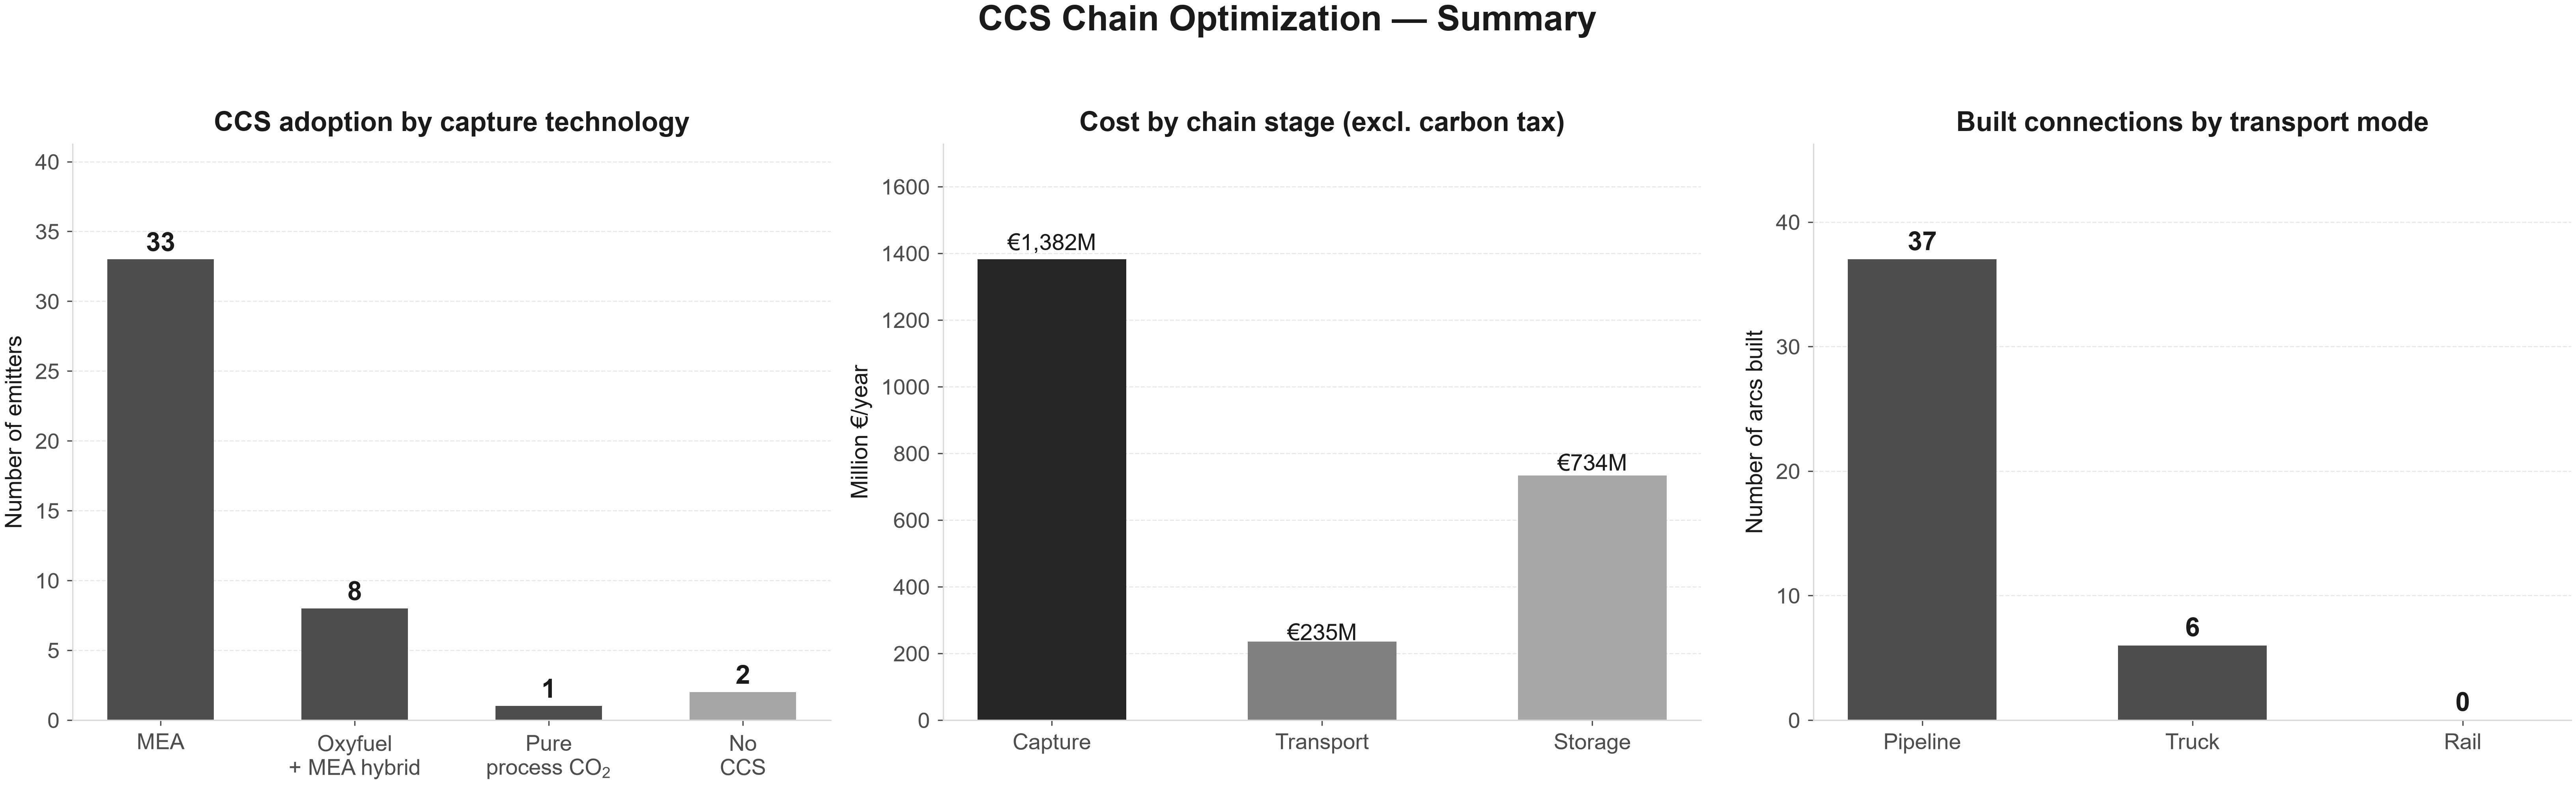 CCS Chain Optimization — Summary
CCS adoption by capture technology
Number of emitters
40
35
30
25
20
15
10
5
0
33
8
1
2
MEA
Oxyfuel
+ MEA hybrid
Pure
process CO₂
No
CCS
Cost by chain stage (excl. carbon tax)
Million €/year
1600
1400
1200
1000
800
600
400
200
0
€1,382M
€235M
€734M
Capture
Transport
Storage
Built connections by transport mode
Number of arcs built
40
30
20
10
0
37
6
0
Pipeline
Truck
Rail